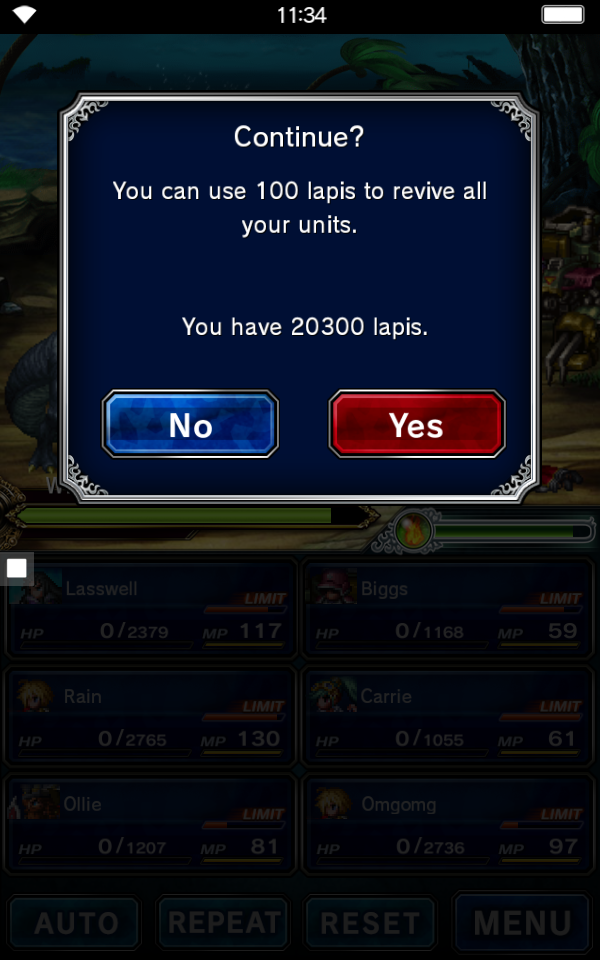 11:34
Continue?
You can use 100 lapis to revive all
your units.
You have 20300 lapis.
No
Yes
Lasswell
LIMIT
HP 0/2379 MP 117
Biggs
LIMIT
HP 0/1168 MP 59
Rain
LIMIT
HP 0/2765 MP 130
Carrie
LIMIT
HP 0/1055 MP 61
Ollie
LIMIT
HP 0/1207 MP 81
Omgomg
LIMIT
HP 0/2736 MP 97
AUTO
REPEAT
RESET
MENU